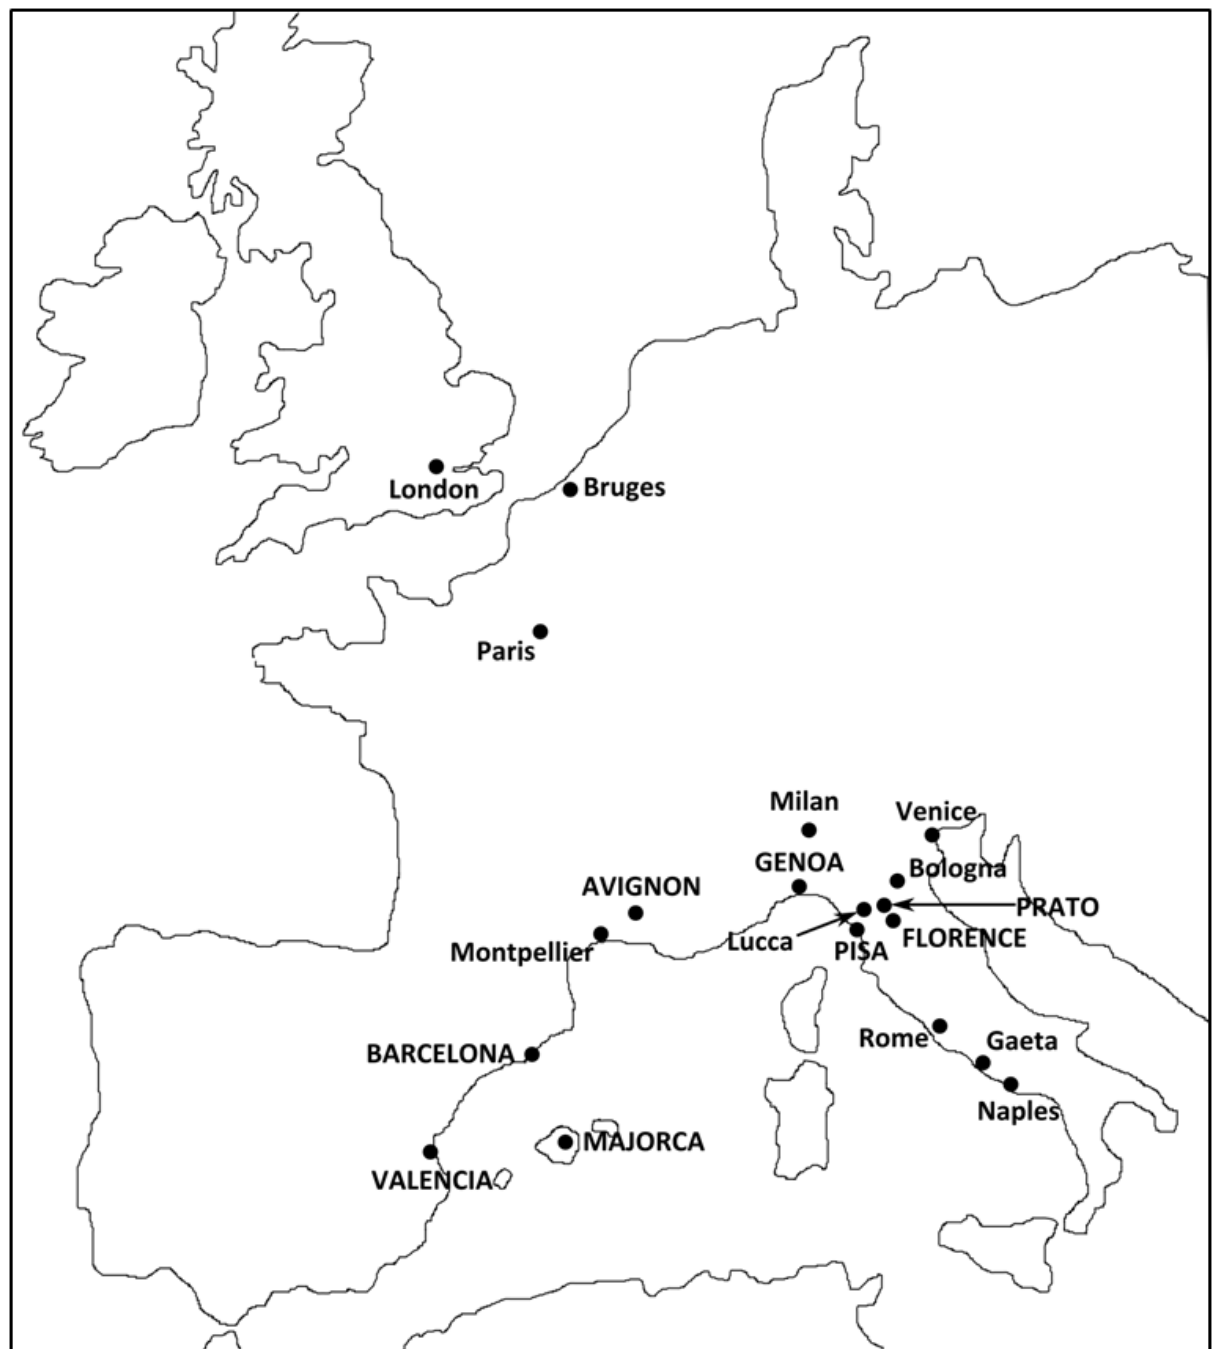 London
Bruges
Paris
Milan
Venice
GENOA
Bologna
AVIGNON
PRATO
Lucca
FLORENCE
PISA
Montpellier
Rome
Gaeta
BARCELONA
Naples
MAJORCA
VALENCIA